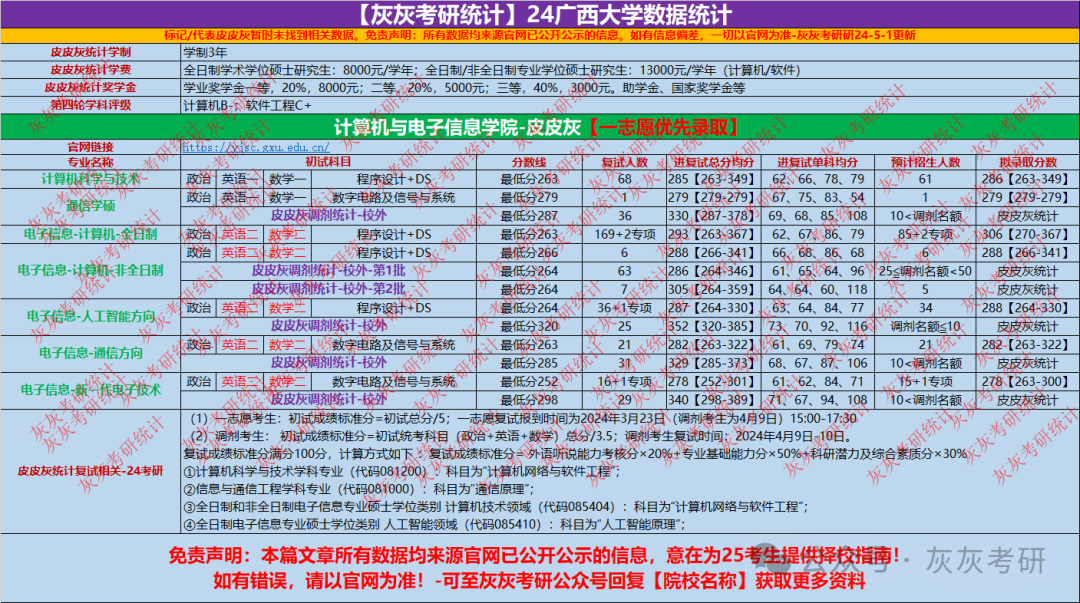 【灰灰考研统计】24广西大学数据统计
标记/代表皮皮灰暂时未找到相关数据。免责声明：所有数据均来源官网已公开公示的信息。如有信息偏差，一切以官网为准-灰灰考研研24-5-1更新
皮皮灰统计学制 学制3年
皮皮灰统计学费 全日制学术学位硕士研究生：8000元/学年；全日制/非全日制专业学位硕士研究生：13000元/学年（计算机/软件）
皮皮灰统计奖学金 学业奖学金一等，20%，8000元；二等，20%，5000元；三等，40%，3000元。助学金、国家奖学金等
第四轮学科评级 计算机B-；软件工程C+
计算机与电子信息学院-皮皮灰【一志愿优先录取】
官网链接 https://yjsc.gxu.edu.cn/
专业名称 初试科目 分数线 复试人数 进复试总分均分 进复试单科均分 预计招生人数 拟录取分数
计算机科学与技术 政治 英语一 数学一 程序设计+DS 最低分263 68 285【263-349】 62、66、78、79 61 286【263-349】
通信学硕 政治 英语一 数学一 数字电路及信号与系统 最低分279 1 279【279-279】 67、75、83、54 1 279【279-279】
皮皮灰调剂统计-校外 最低分287 36 330【287-378】 69、68、85、108 10<调剂名额 皮皮灰统计
电子信息-计算机-全日制 政治 英语二 数学二 程序设计+DS 最低分263 169+2专项 293【263-367】 62、67、86、79 85+2专项 306【270-367】
电子信息-计算机-非全日制 政治 英语二 数学二 程序设计+DS 最低分266 6 288【266-341】 66、68、86、68 6 288【266-341】
皮皮灰调剂统计-校外-第1批 最低分264 63 286【264-346】 61、65、64、96 25≤调剂名额<50 皮皮灰统计
皮皮灰调剂统计-校外-第2批 最低分264 7 305【264-359】 64、64、60、118 5 皮皮灰统计
电子信息-人工智能方向 政治 英语二 数学二 程序设计+DS 最低分264 36+1专项 287【264-330】 63、64、84、77 34 288【264-330】
皮皮灰调剂统计-校外 最低分320 25 352【320-385】 73、70、92、116 调剂名额≤10 皮皮灰统计
电子信息-通信方向 政治 英语二 数学二 数字电路及信号与系统 最低分263 21 282【263-322】 61、69、79、74 21 282【263-322】
皮皮灰调剂统计-校外 最低分285 31 329【285-373】 68、67、87、106 10<调剂名额 皮皮灰统计
电子信息-新一代电子技术 政治 英语二 数学二 数字电路及信号与系统 最低分252 16+1专项 278【252-301】 61、62、84、71 15+1专项 278【263-300】
皮皮灰调剂统计-校外 最低分298 29 340【298-389】 71、67、94、108 10<调剂名额 皮皮灰统计
皮皮灰统计复试相关-24考研
（1）一志愿考生：初试成绩标准分=初试总分/5；一志愿复试报到时间为2024年3月23日（调剂考生为4月9日）15:00-17:30
（2）调剂考生： 初试成绩标准分=初试统考科目（政治+英语+数学）总分/3.5；调剂考生复试时间：2024年4月9日-10日。
复试成绩标准分满分100分，计算方式如下：复试成绩标准分= 外语听说能力考核分×20%+专业基础能力分×50%+科研潜力及综合素质分×30%
①计算机科学与技术学科专业（代码081200）：科目为“计算机网络与软件工程”；
②信息与通信工程学科专业（代码081000）：科目为“通信原理”；
③全日制和非全日制电子信息专业硕士学位类别 计算机技术领域（代码085404）：科目为“计算机网络与软件工程”；
④全日制电子信息专业硕士学位类别 人工智能领域（代码085410）：科目为“人工智能原理”；
免责声明：本篇文章所有数据均来源官网已公开公示的信息，意在为25考生提供择校指南！
如有错误，请以官网为准！-可至灰灰考研公众号回复【院校名称】获取更多资料
公众号 · 灰灰考研